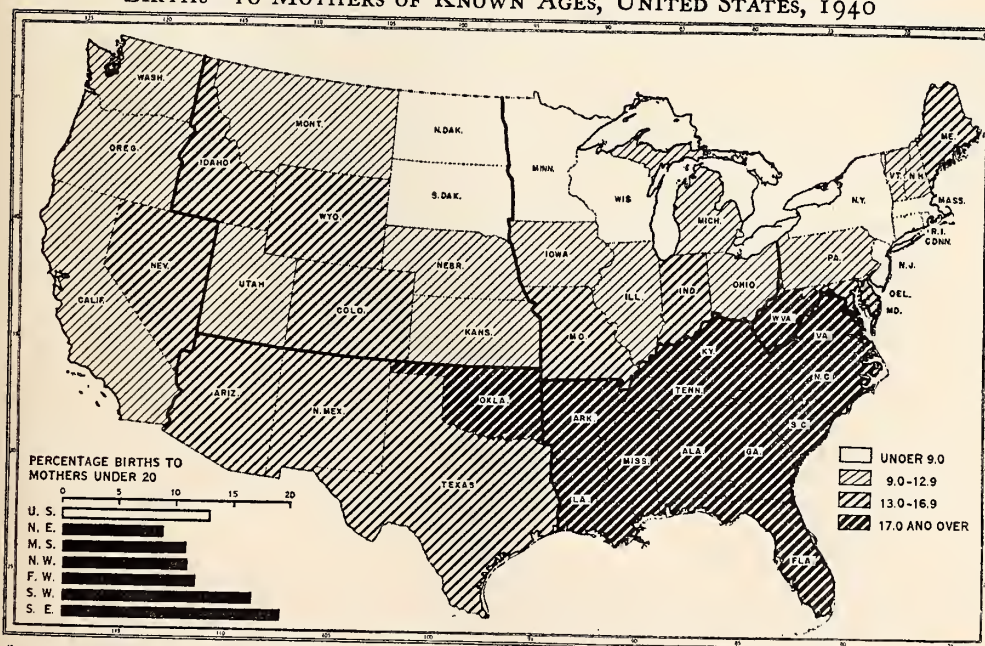 BIRTHS TO MOTHERS OF KNOWN AGES, UNITED STATES, 1940
WASH.
MONT.
N. DAK.
MINN.
ME.
OREG.
IDAHO
VT.
N.H.
S. DAK.
WIS
MICH.
N.Y.
MASS.
WYO.
R.I.
CONN.
IOWA
PA.
N.J.
NEV.
NEBR.
UTAH
ILL.
IND.
OHIO
DEL.
MD.
CALIF.
COLO.
KANS.
MO.
W.VA.
VA.
KY.
N.C.
TENN.
ARIZ.
N. MEX.
OKLA.
ARK.
S.C.
MISS.
ALA.
GA.
TEXAS
LA.
FLA.
UNDER 9.0
9.0-12.9
13.0-16.9
17.0 AND OVER
PERCENTAGE BIRTHS TO
MOTHERS UNDER 20
0 5 10 15 20
U. S.
N. E.
M. S.
N. W.
F. W.
S. W.
S. E.